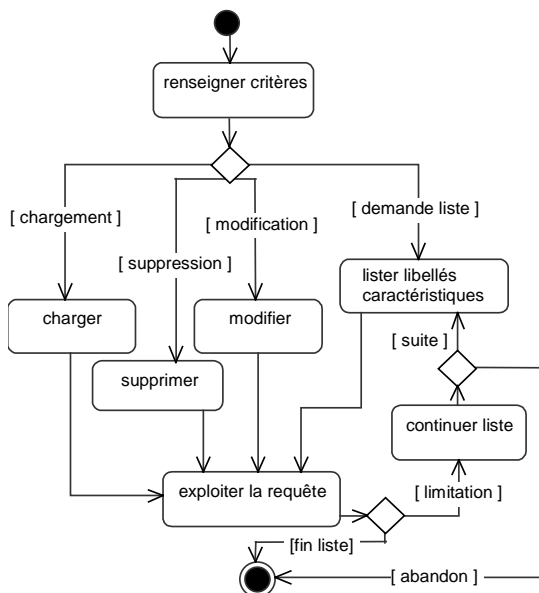 renseigner critères
[ chargement ]
[ demande liste ]
[ modification ]
[ suppression ]
lister libellés
caractéristiques
charger
modifier
[ suite ]
supprimer
continuer liste
exploiter la requête
[ limitation ]
[fin liste]
[ abandon ]